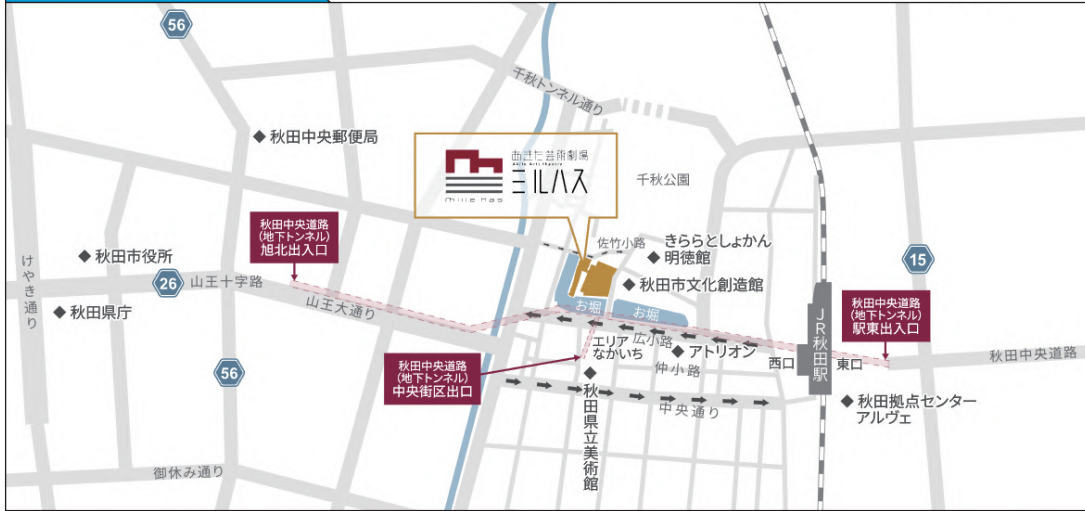 56
千秋トンネル通り
秋田中央郵便局
あきた芸術劇場
Akita Arts Theatre
ミルハス
Mille Has
千秋公園
秋田中央道路
(地下トンネル)
旭北出入口
佐竹小路
きららとしょかん
明徳館
秋田市役所
けやき通り
26
山王十字路
秋田市文化創造館
15
秋田県庁
山王大通り
お堀
お堀
秋田中央道路
(地下トンネル)
駅東出入口
JR秋田駅
広小路
エリア
なかいち
アトリオン
西口
東口
秋田中央道路
秋田中央道路
(地下トンネル)
中央街区出口
仲小路
56
秋田県立美術館
中央通り
秋田拠点センター
アルヴェ
御休み通り